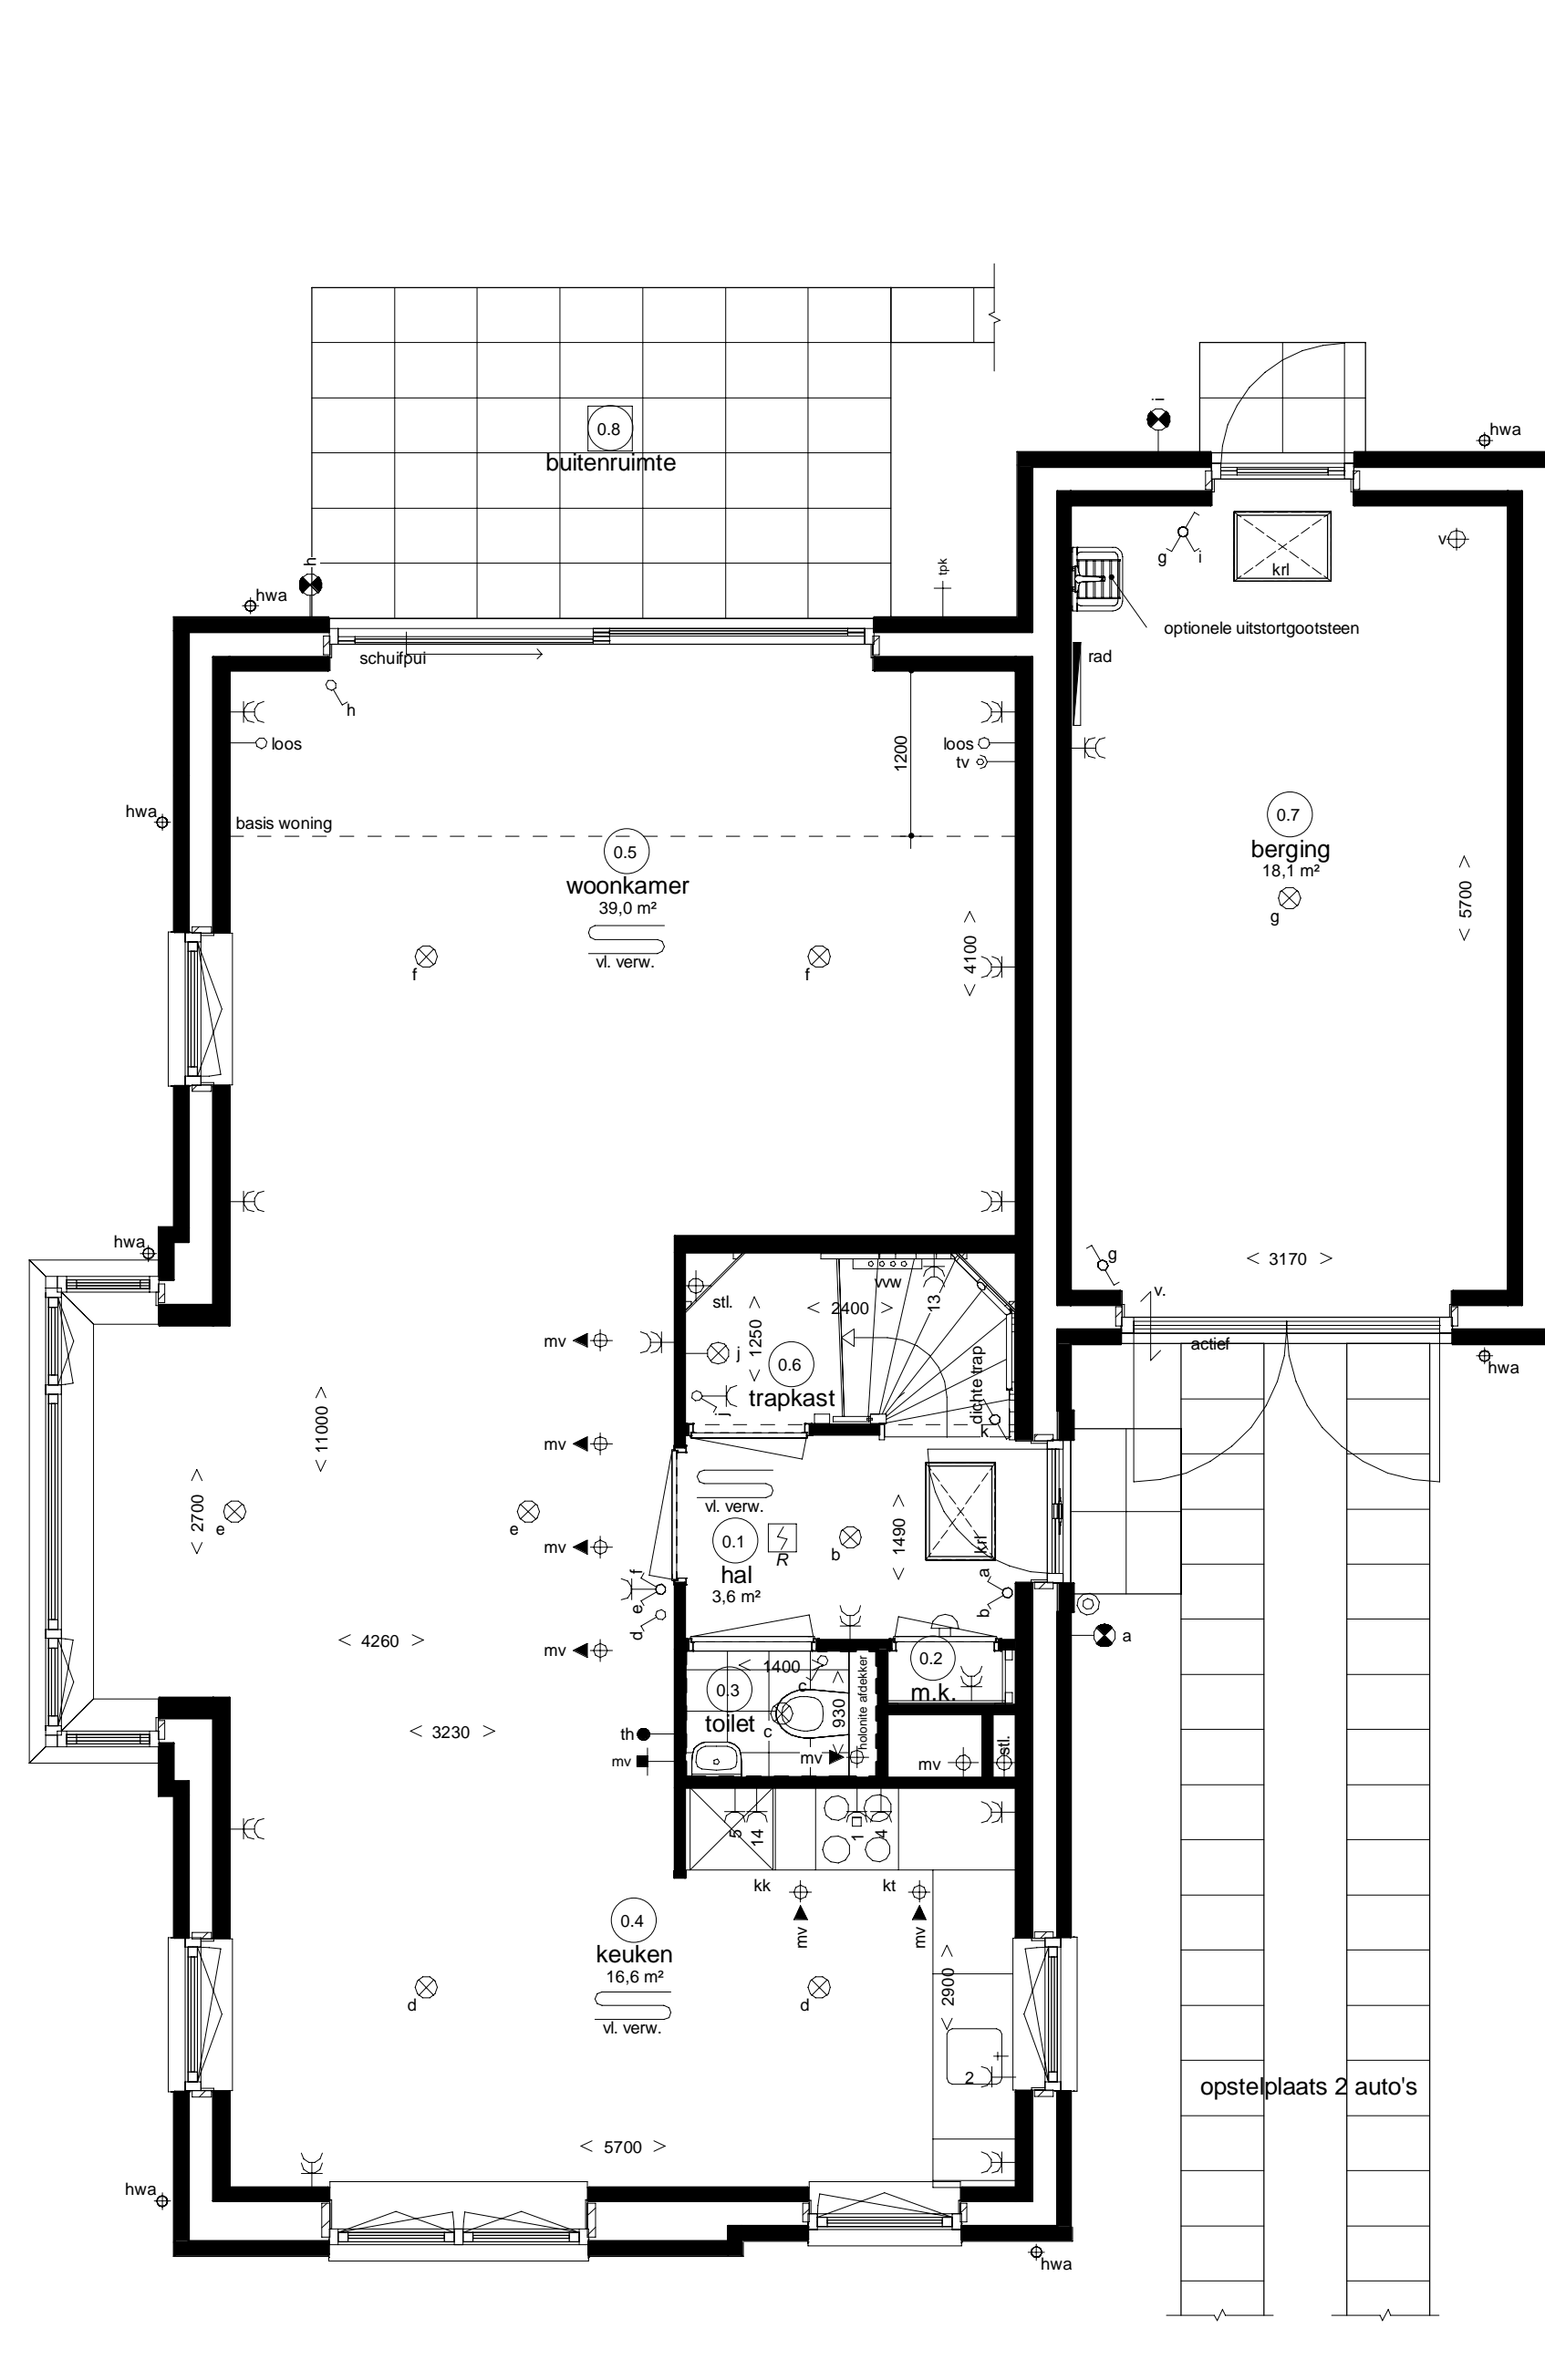 0.8
buitenruimte
i
hwa
h
hwa
tpk
g
i
krl
v
optionele uitstortgootsteen
schuifpui
rad
h
loos
loos
tv
1200
hwa
basis woning
0.5
woonkamer
39,0 m²
vl. verw.
f
f
< 4100 >
0.7
berging
18,1 m²
g
< 5700 >
hwa
g
< 3170 >
v.
actief
hwa
stl.
vvw
13
< 2400 >
< 1250 >
mv
j
0.6
trapkast
j
dichte trap
k
< 11000 >
mv
< 2700 >
e
e
mv
vl. verw.
0.1
hal
3,6 m²
R
b
< 1490 >
krl
a
b
f
e
d
a
< 4260 >
mv
< 1400 >
0.3
toilet
c
c
< 930 >
holonite afdekker
0.2
m.k.
< 3230 >
th
mv
mv
mv
stl.
5
14
1
4
kk
kt
mv
mv
0.4
keuken
16,6 m²
vl. verw.
d
d
< 2900 >
2
opstelplaats 2 auto's
< 5700 >
hwa
hwa